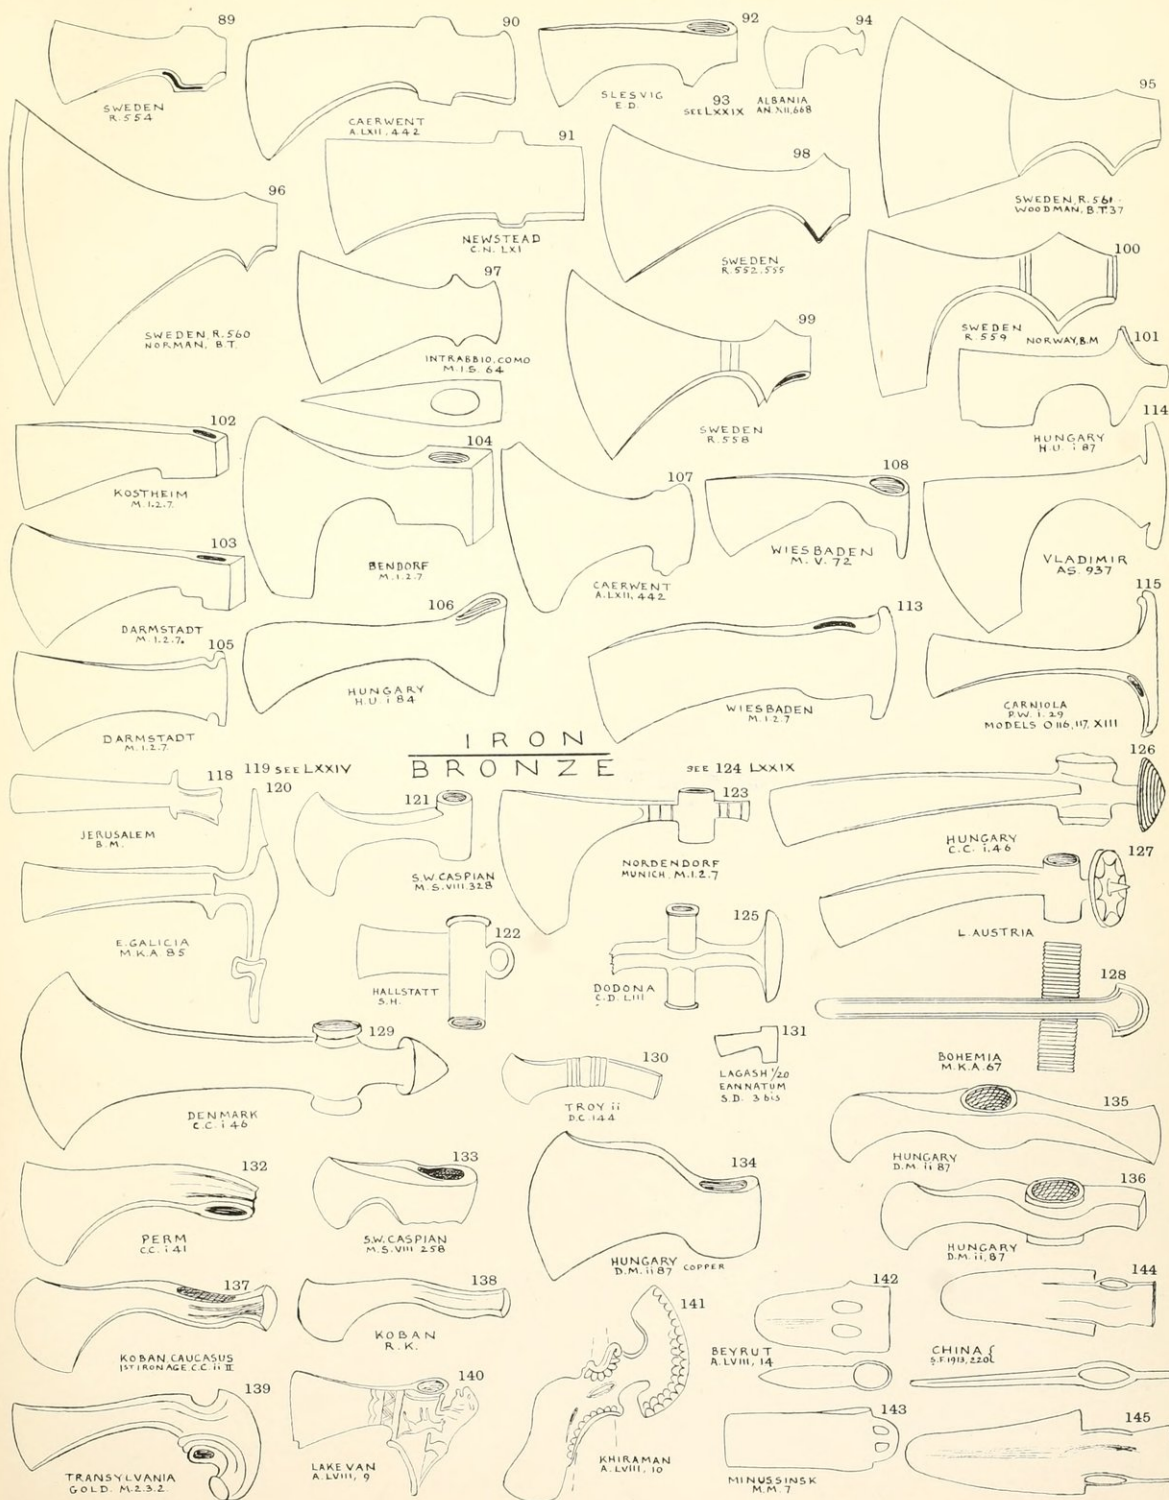 89
SWEDEN
R.554
90
CAERWENT
A.LXII, 442
92
SLESVIG
E.D.
93
SEE LXXIX
94
ALBANIA
AN.XII,668
95
SWEDEN, R.561.
WOODMAN, B.T.37
96
SWEDEN, R.560
NORMAN, B.T.
91
NEWSTEAD
C.N. LXI
98
SWEDEN
R.552.555
97
INTRABBIO, COMO
M.I.S. 64
99
SWEDEN
R.558
100
SWEDEN
R.559
NORWAY, B.M
101
HUNGARY
H.U. i 87
102
KOSTHEIM
M.1.2.7.
103
DARMSTADT
M.1.2.7.
104
BENDORF
M.1.2.7
107
CAERWENT
A.LXII, 442
108
WIESBADEN
M.V. 72
114
VLADIMIR
AS. 937
105
DARMSTADT
M.1.2.7.
106
HUNGARY
H.U. i 84
113
WIESBADEN
M.1.2.7
115
CARNIOLA
P.W. i. 29
MODELS O 116, 117. XIII
IRON
BRONZE
118
JERUSALEM
B.M.
119 SEE LXXIV
120
E.GALICIA
M.K.A. 85
121
S.W.CASPIAN
M.S.VIII.328
SEE 124 LXXIX
123
NORDENDORF
MUNICH, M.1.2.7
126
HUNGARY
C.C. i.46
122
HALLSTATT
S.H.
125
DODONA
C.D. LIII
127
L.AUSTRIA
128
BOHEMIA
M.K.A.67
129
DENMARK
C.C. i 46
130
TROY ii
D.C.144
131
LAGASH 1/20
EANNATUM
S.D. 3 bis
135
HUNGARY
D.M. ii 87
132
PERM
C.C. i 41
133
S.W.CASPIAN
M.S.VIII 258
134
HUNGARY
D.M. ii 87 COPPER
136
HUNGARY
D.M. ii, 87
137
KOBAN, CAUCASUS
1ST IRON AGE. C.C. ii II
138
KOBAN
R.K.
141
KHIRAMAN
A.LVIII, 10
142
BEYRUT
A.LVIII, 14
144
CHINA
S.F. 1913, 220L
139
TRANSYLVANIA
GOLD. M.2.3.2.
140
LAKE VAN
A.LVIII, 9
143
MINUSSINSK
M.M. 7
145